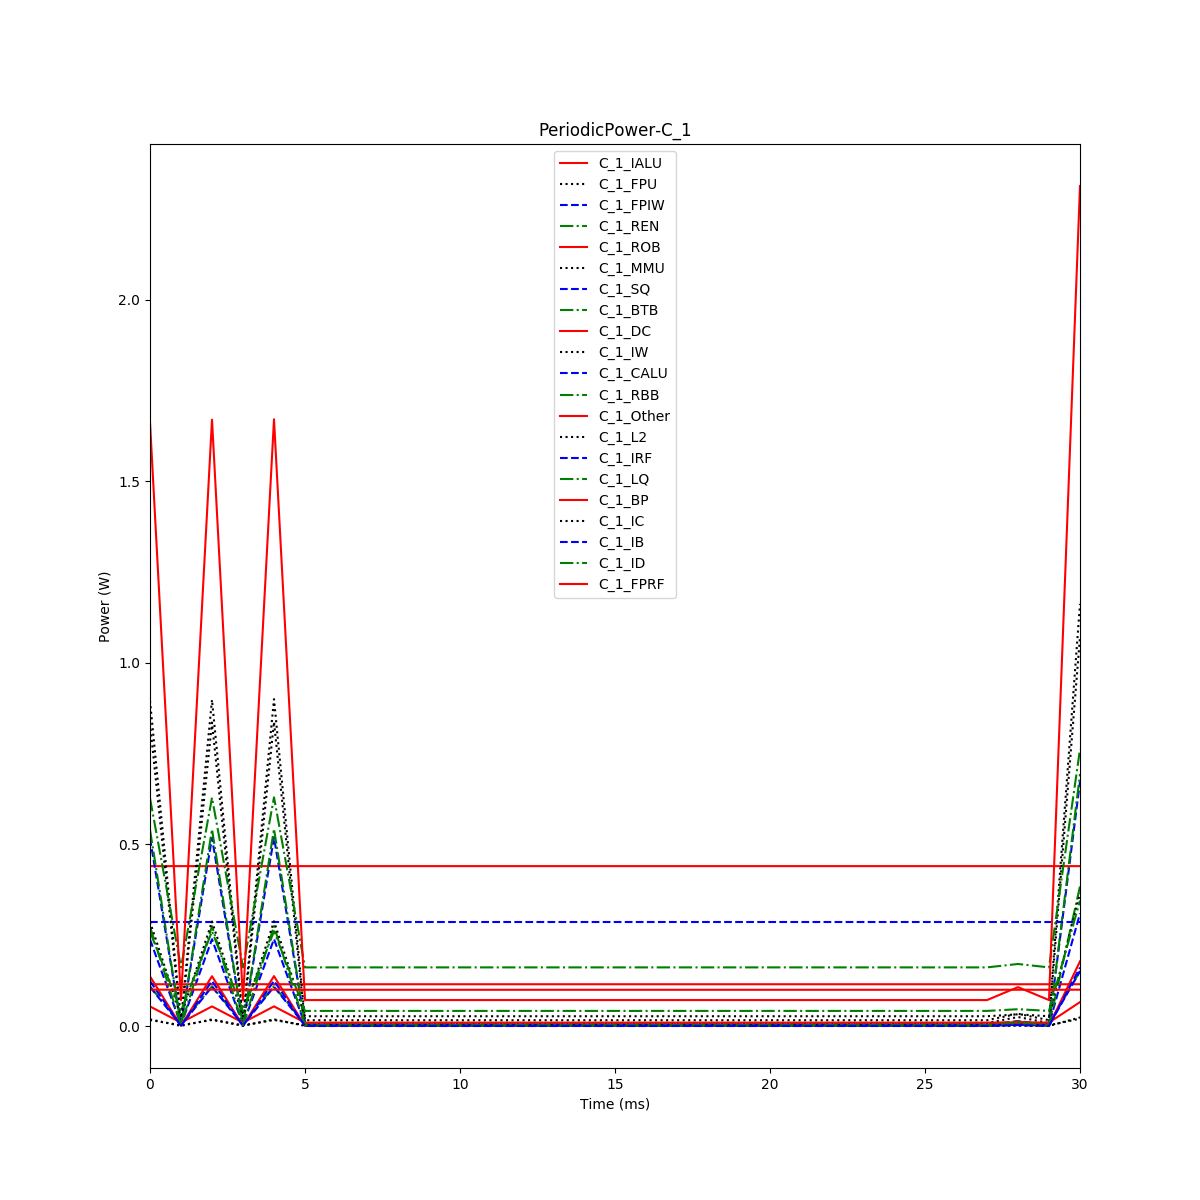 PeriodicPower-C_1
C_1_IALU
C_1_FPU
C_1_FPIW
C_1_REN
C_1_ROB
C_1_MMU
C_1_SQ
C_1_BTB
C_1_DC
C_1_IW
C_1_CALU
C_1_RBB
C_1_Other
C_1_L2
C_1_IRF
C_1_LQ
C_1_BP
C_1_IC
C_1_IB
C_1_ID
C_1_FPRF
Power (W)
2.0
1.5
1.0
0.5
0.0
0 5 10 15 20 25 30
Time (ms)